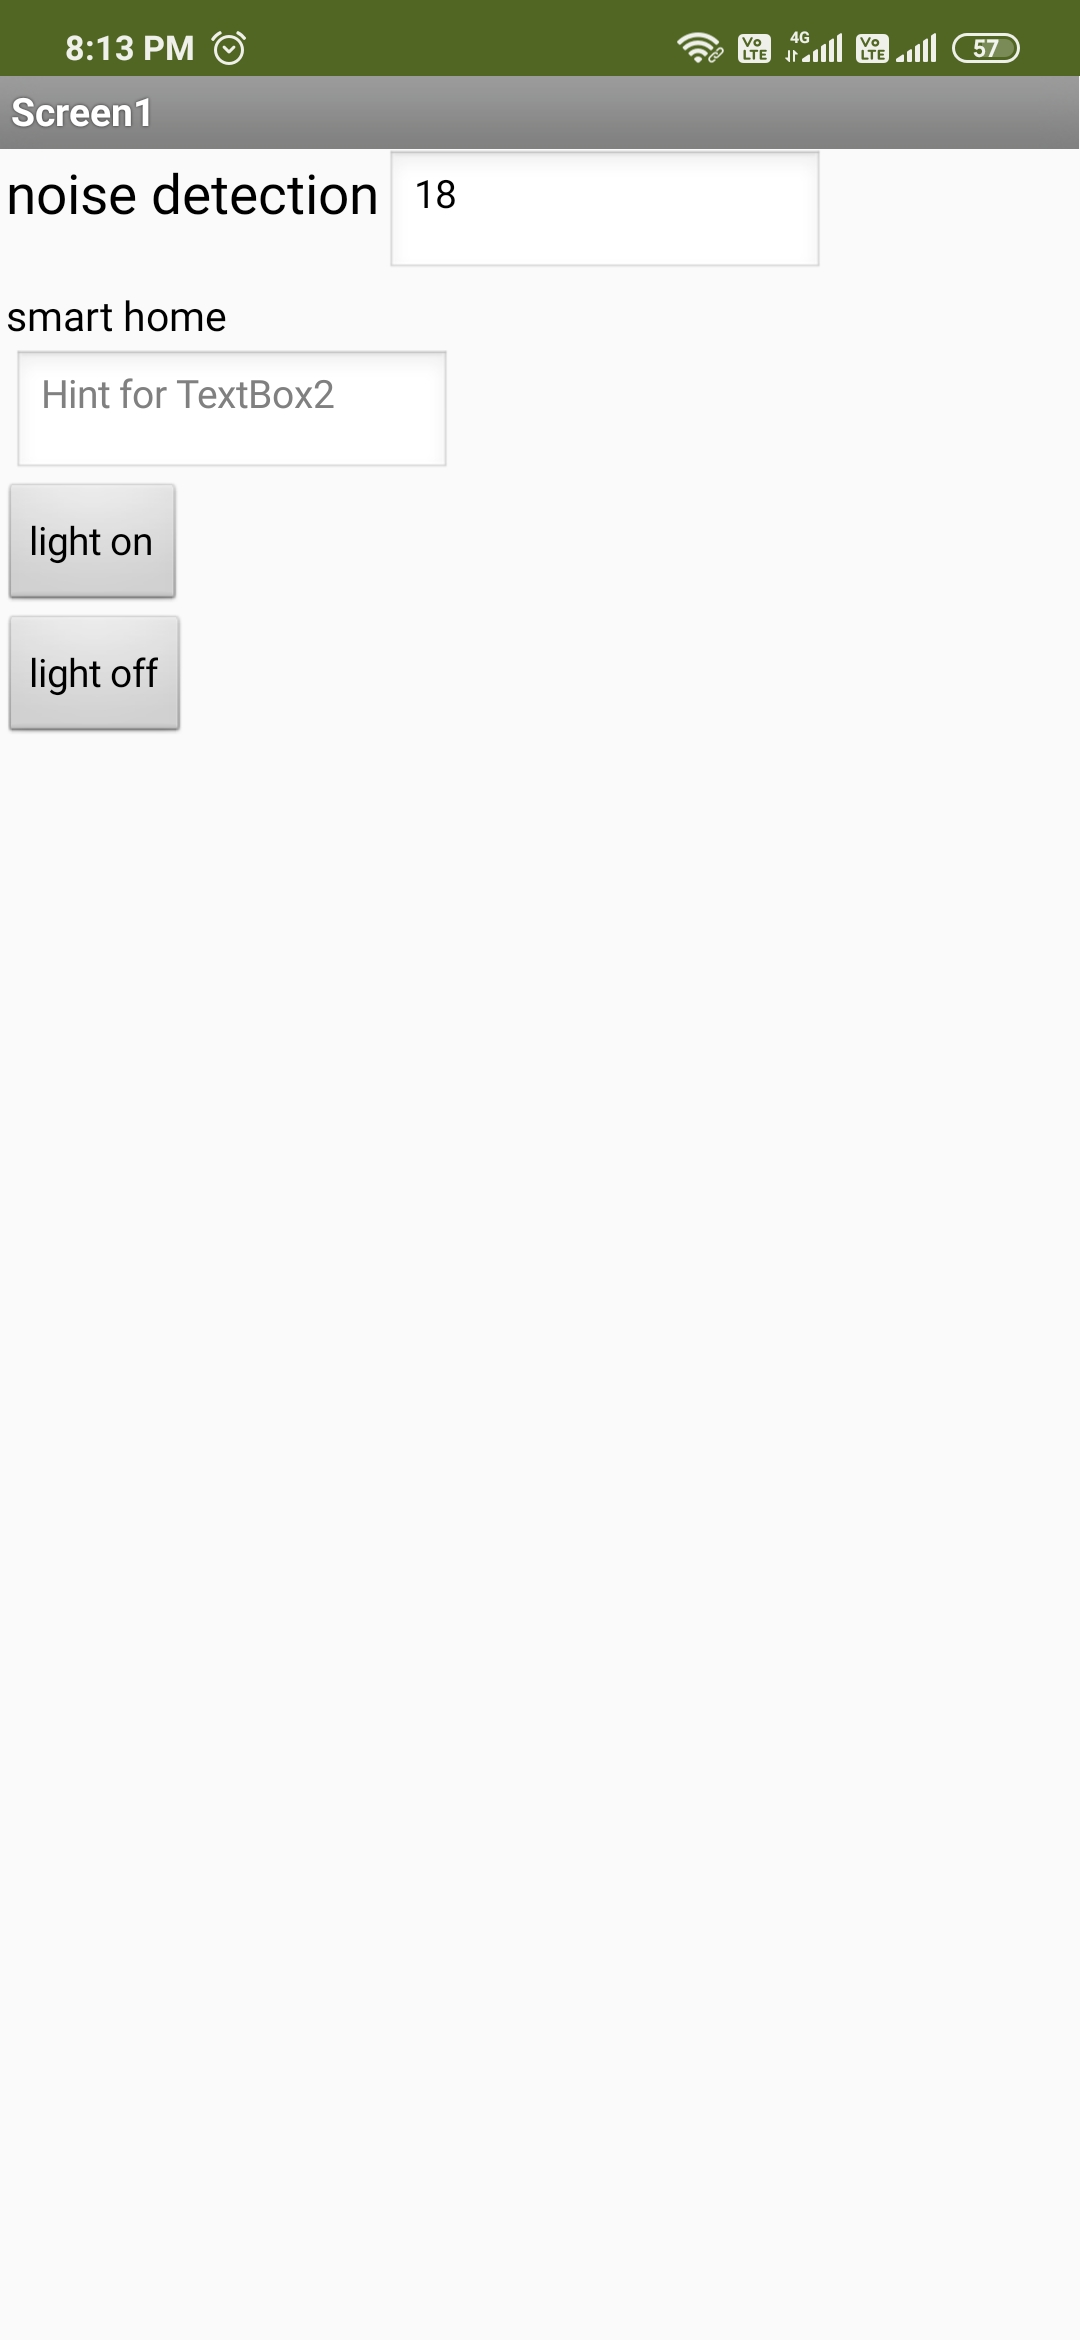 8:13 PM
Vo LTE 4G Vo LTE 57
Screen1
noise detection 18
smart home
Hint for TextBox2
light on
light off